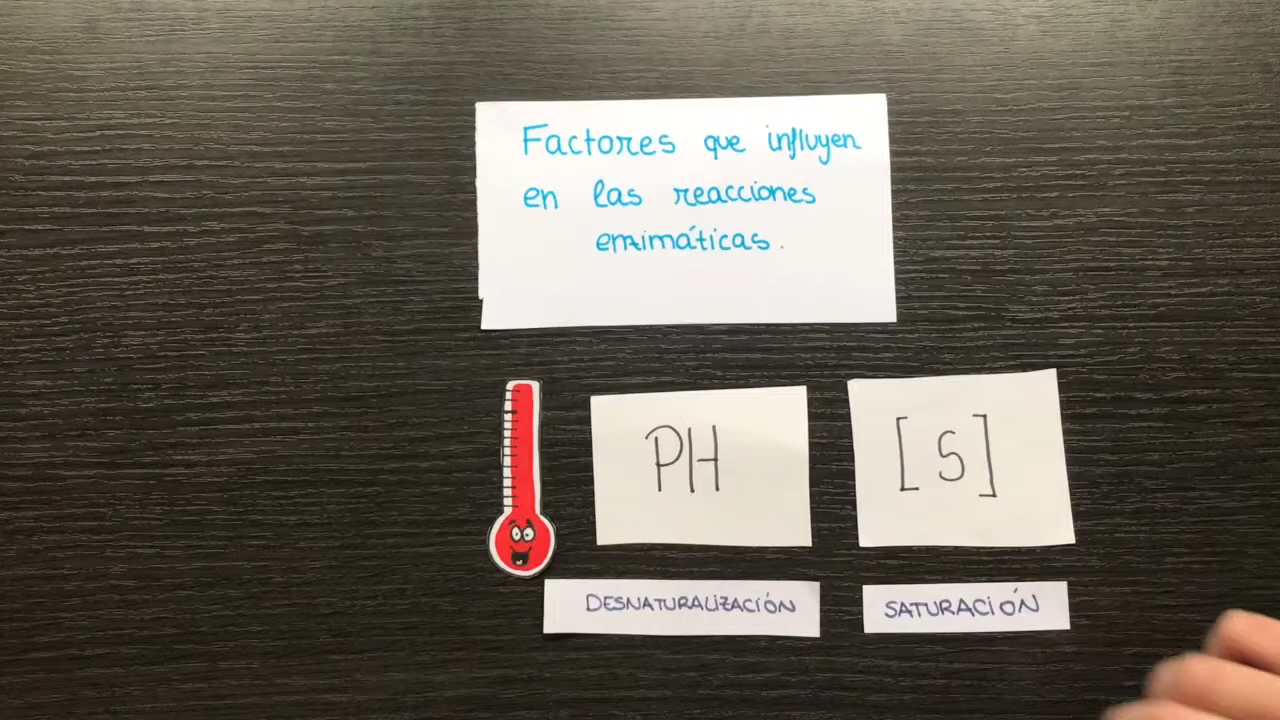 Factores que influyen
en las reacciones
enzimáticas.
PH
[S]
DESNATURALIZACIÓN
SATURACIÓN